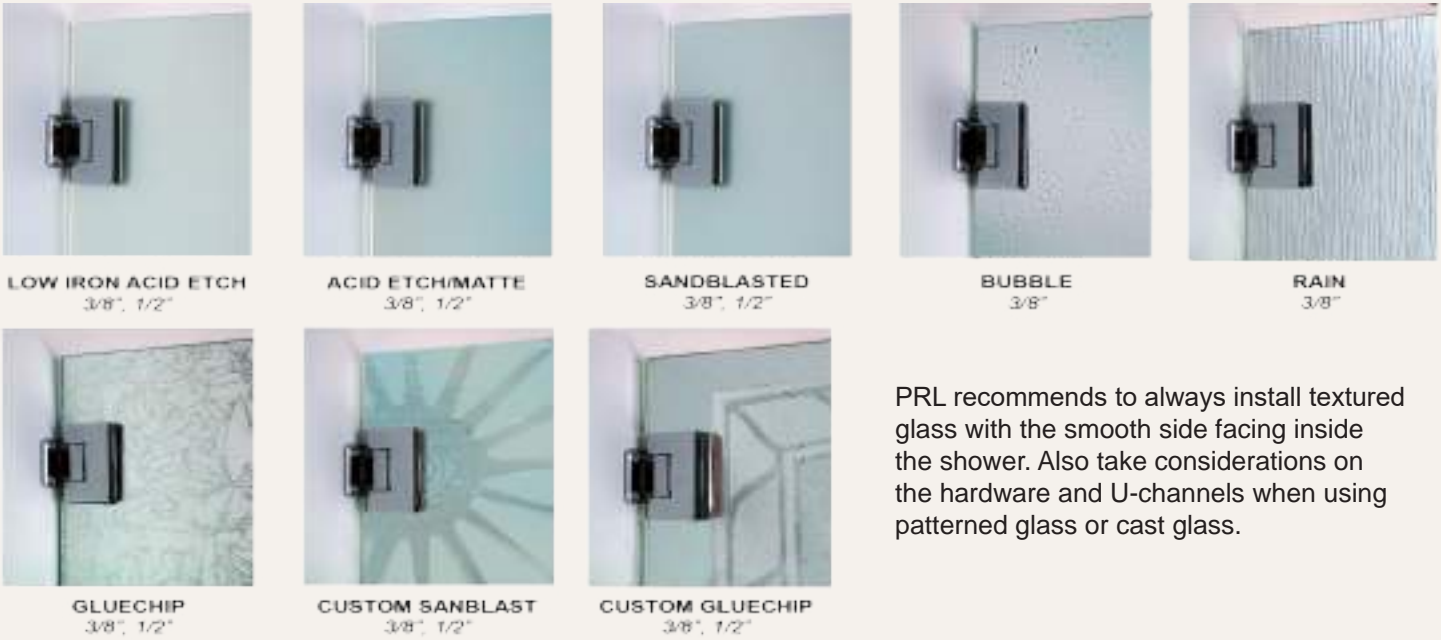 LOW IRON ACID ETCH
3/8", 1/2"
ACID ETCH/MATTE
3/8", 1/2"
SANDBLASTED
3/8", 1/2"
BUBBLE
3/8"
RAIN
3/8"
GLUECHIP
3/8", 1/2"
CUSTOM SANBLAST
3/8", 1/2"
CUSTOM GLUECHIP
3/8", 1/2"
PRL recommends to always install textured
glass with the smooth side facing inside
the shower. Also take considerations on
the hardware and U-channels when using
patterned glass or cast glass.